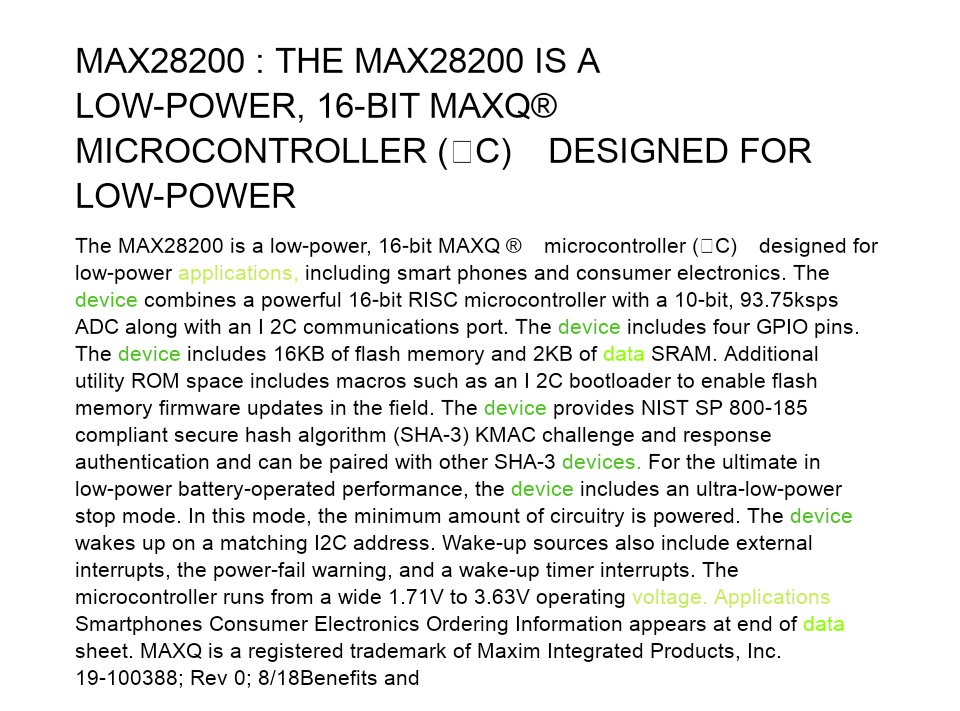 MAX28200 : THE MAX28200 IS A
LOW-POWER, 16-BIT MAXQ®
MICROCONTROLLER (□C) DESIGNED FOR
LOW-POWER
The MAX28200 is a low-power, 16-bit MAXQ ® microcontroller (□C) designed for
low-power applications, including smart phones and consumer electronics. The
device combines a powerful 16-bit RISC microcontroller with a 10-bit, 93.75ksps
ADC along with an I 2C communications port. The device includes four GPIO pins.
The device includes 16KB of flash memory and 2KB of data SRAM. Additional
utility ROM space includes macros such as an I 2C bootloader to enable flash
memory firmware updates in the field. The device provides NIST SP 800-185
compliant secure hash algorithm (SHA-3) KMAC challenge and response
authentication and can be paired with other SHA-3 devices. For the ultimate in
low-power battery-operated performance, the device includes an ultra-low-power
stop mode. In this mode, the minimum amount of circuitry is powered. The device
wakes up on a matching I2C address. Wake-up sources also include external
interrupts, the power-fail warning, and a wake-up timer interrupts. The
microcontroller runs from a wide 1.71V to 3.63V operating voltage. Applications
Smartphones Consumer Electronics Ordering Information appears at end of data
sheet. MAXQ is a registered trademark of Maxim Integrated Products, Inc.
19-100388; Rev 0; 8/18Benefits and